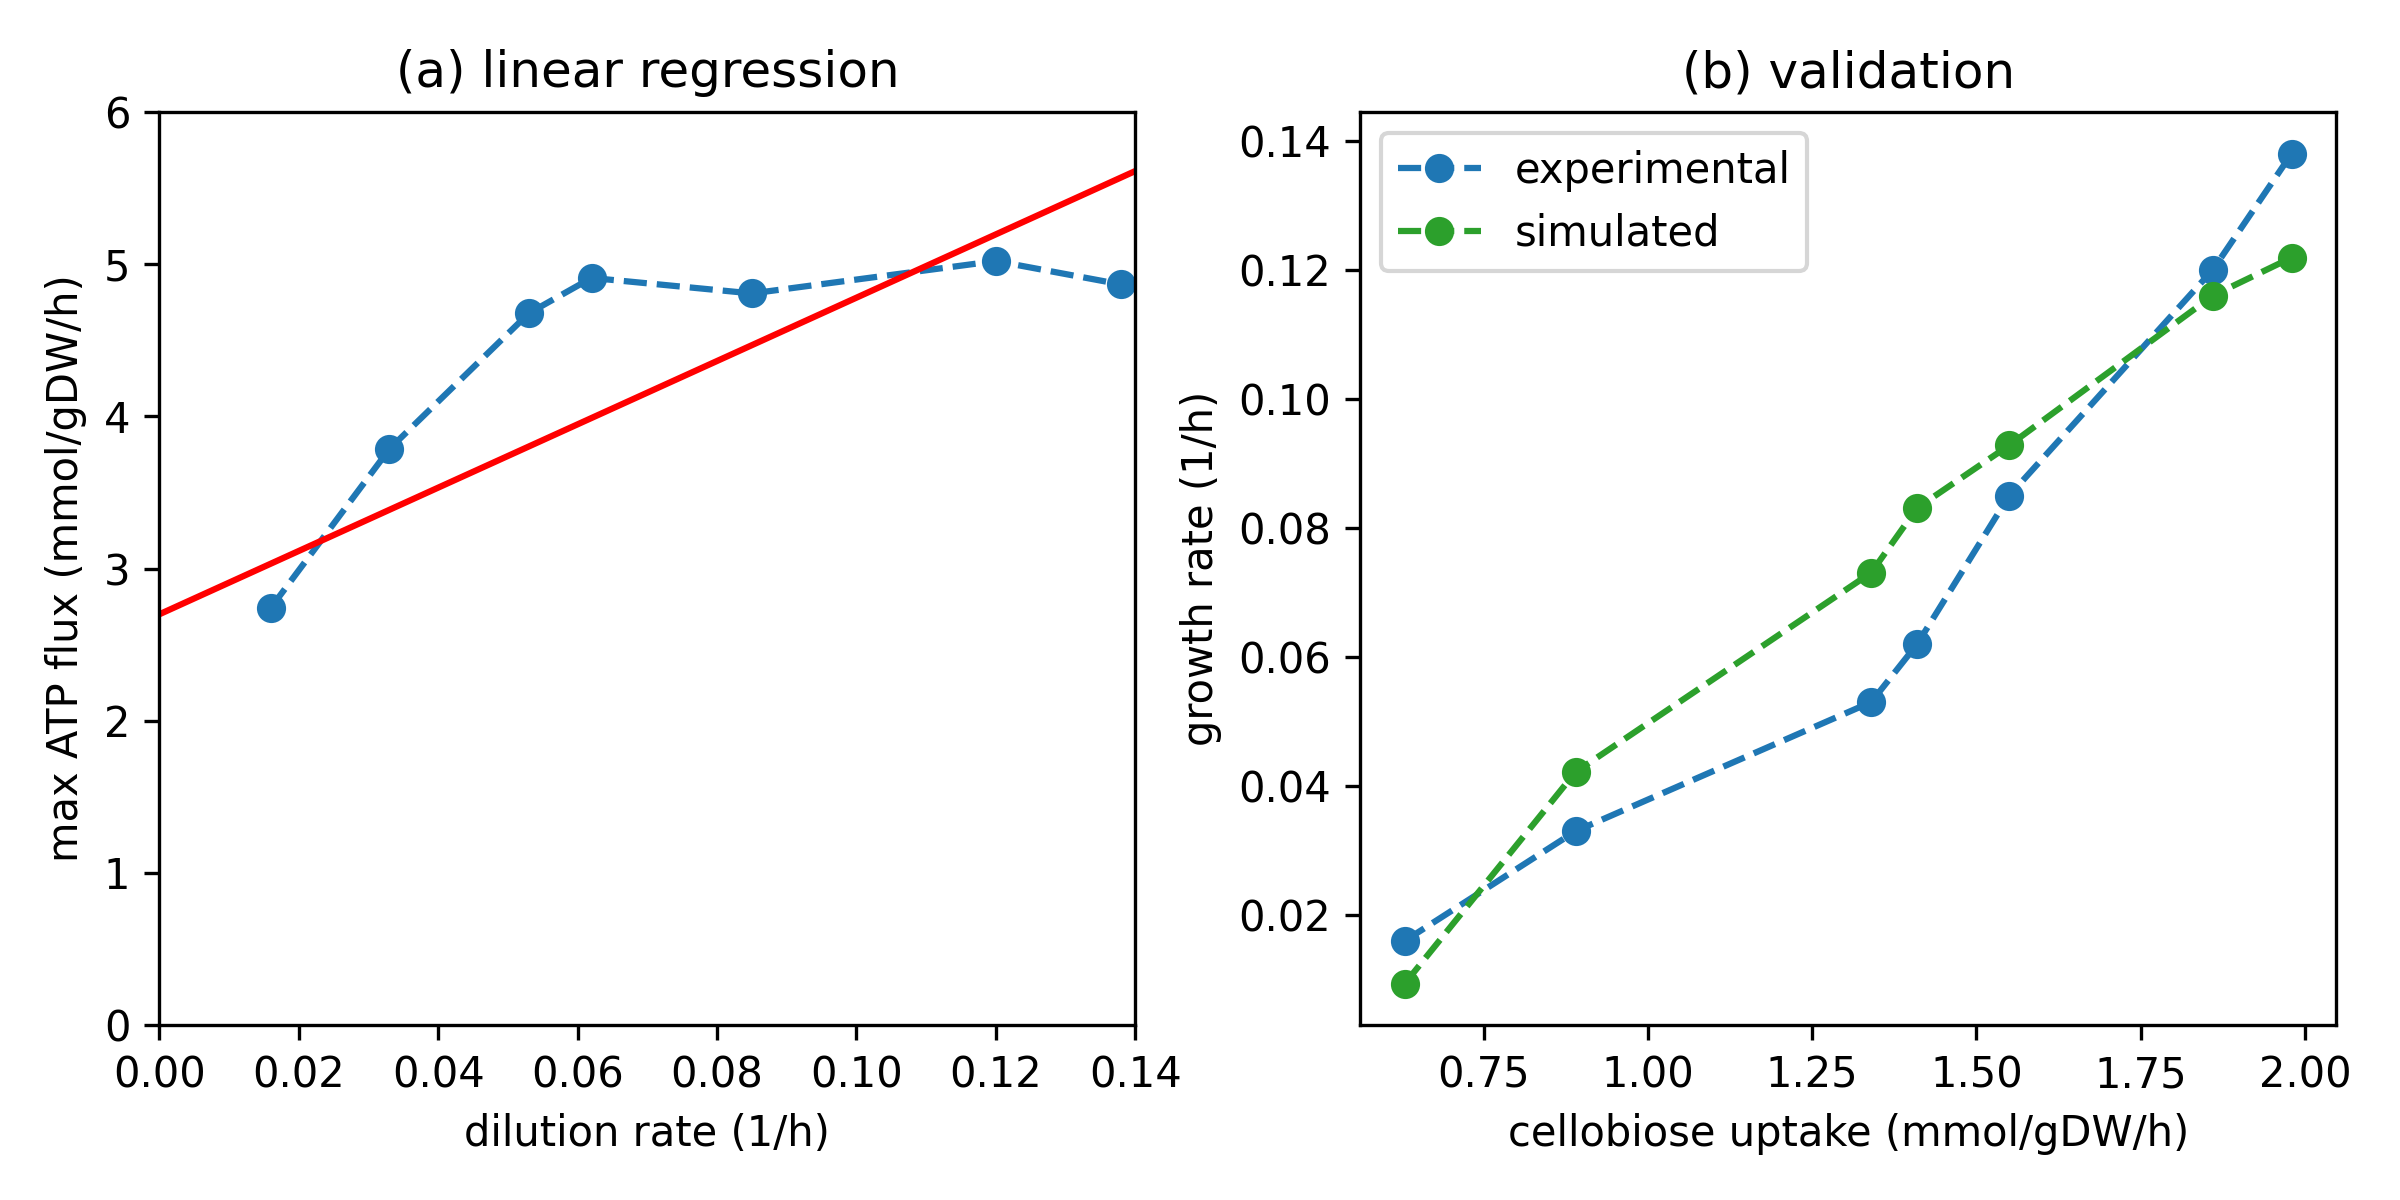 (a) linear regression
max ATP flux (mmol/gDW/h)
6
5
4
3
2
1
0
0.00 0.02 0.04 0.06 0.08 0.10 0.12 0.14
dilution rate (1/h)
(b) validation
experimental
simulated
growth rate (1/h)
0.14
0.12
0.10
0.08
0.06
0.04
0.02
0.75 1.00 1.25 1.50 1.75 2.00
cellobiose uptake (mmol/gDW/h)